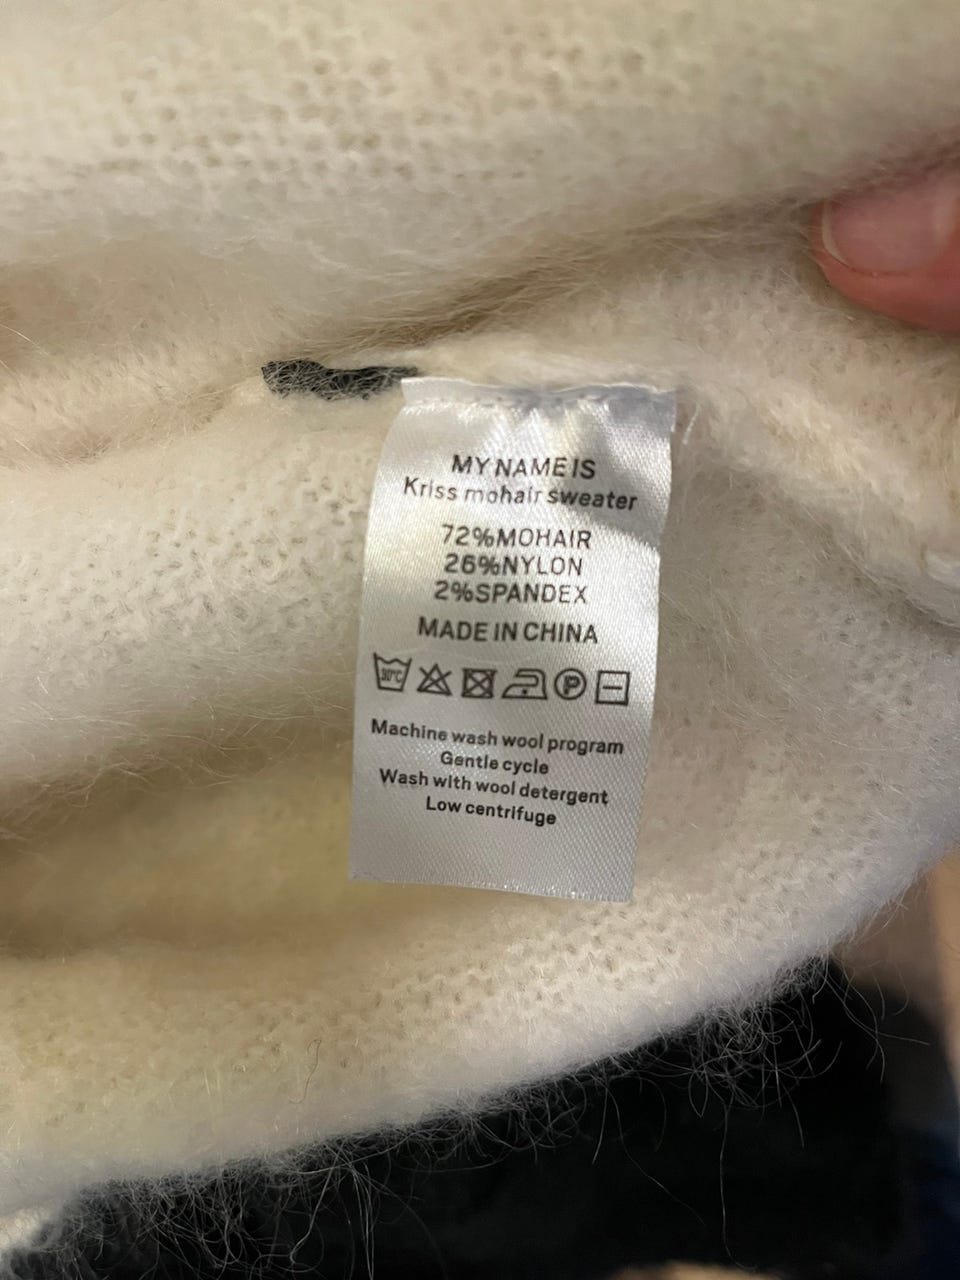 MY NAME IS
Kriss mohair sweater
72%MOHAIR
26%NYLON
2%SPANDEX
MADE IN CHINA
30°C P
Machine wash wool program
Gentle cycle
Wash with wool detergent
Low centrifuge